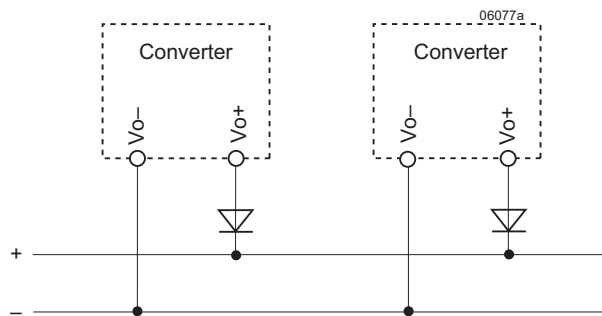 06077a
Converter
Converter
Vo–
Vo+
Vo–
Vo+
+
–